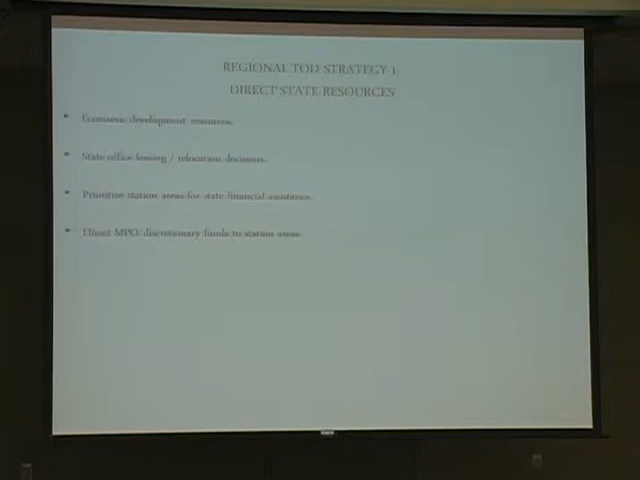 REGIONAL TOD STRATEGY 1:
DIRECT STATE RESOURCES
• Economic development resources.
• State office leasing / relocation decisions.
• Prioritize station areas for state financial assistance.
• Direct MPO discretionary funds to station areas.